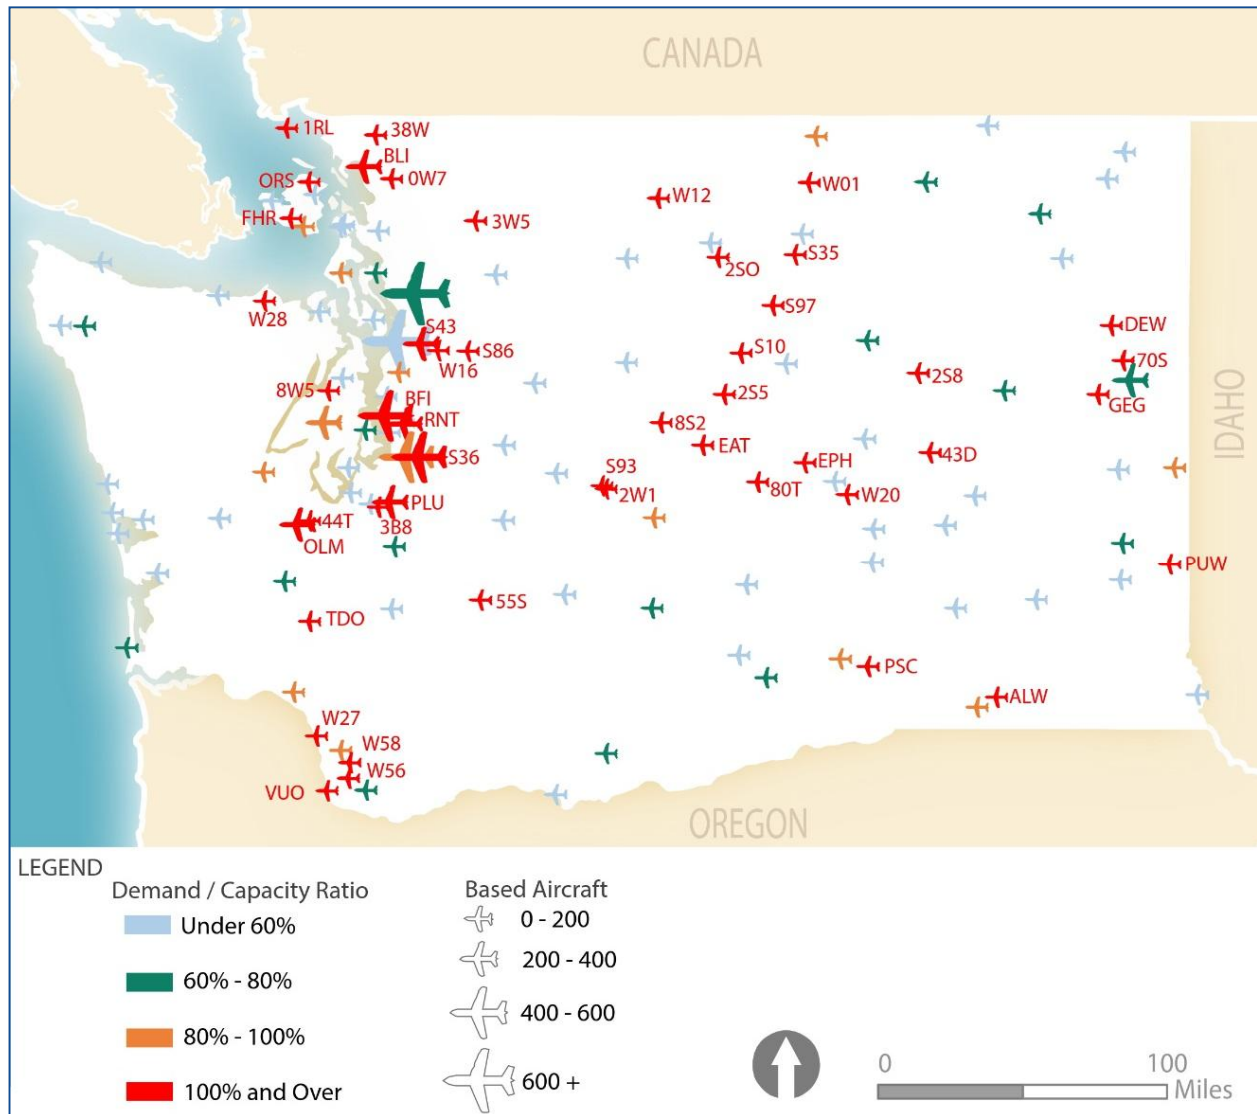 CANADA
1RL
38W
BLI
0W7
ORS
W01
W12
FHR
3W5
S35
2SO
W28
S97
S43
DEW
S86
W16
S10
70S
2S8
8W5
2S5
BFI
GEG
IDAHO
RNT
8S2
EAT
S36
43D
EPH
S93
2W1
80T
W20
PLU
3B8
44T
OLM
PUW
55S
TDO
PSC
ALW
W27
W58
W56
VUO
OREGON
LEGEND
Demand / Capacity Ratio
Under 60%
60% - 80%
80% - 100%
100% and Over
Based Aircraft
0 - 200
200 - 400
400 - 600
600 +
0
100
Miles